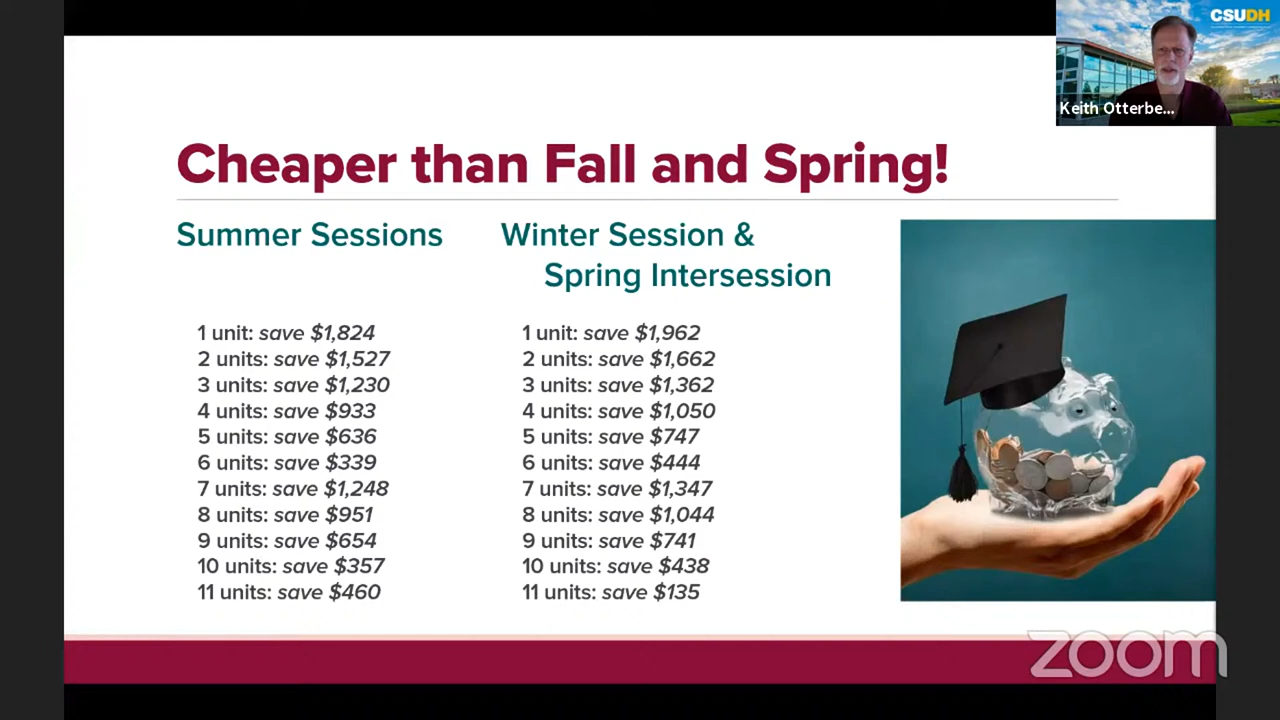 CSUDH
Keith Otterbe...
Cheaper than Fall and Spring!
Summer Sessions
1 unit: save $1,824
2 units: save $1,527
3 units: save $1,230
4 units: save $933
5 units: save $636
6 units: save $339
7 units: save $1,248
8 units: save $951
9 units: save $654
10 units: save $357
11 units: save $460
Winter Session &
Spring Intersession
1 unit: save $1,962
2 units: save $1,662
3 units: save $1,362
4 units: save $1,050
5 units: save $747
6 units: save $444
7 units: save $1,347
8 units: save $1,044
9 units: save $741
10 units: save $438
11 units: save $135
zoom